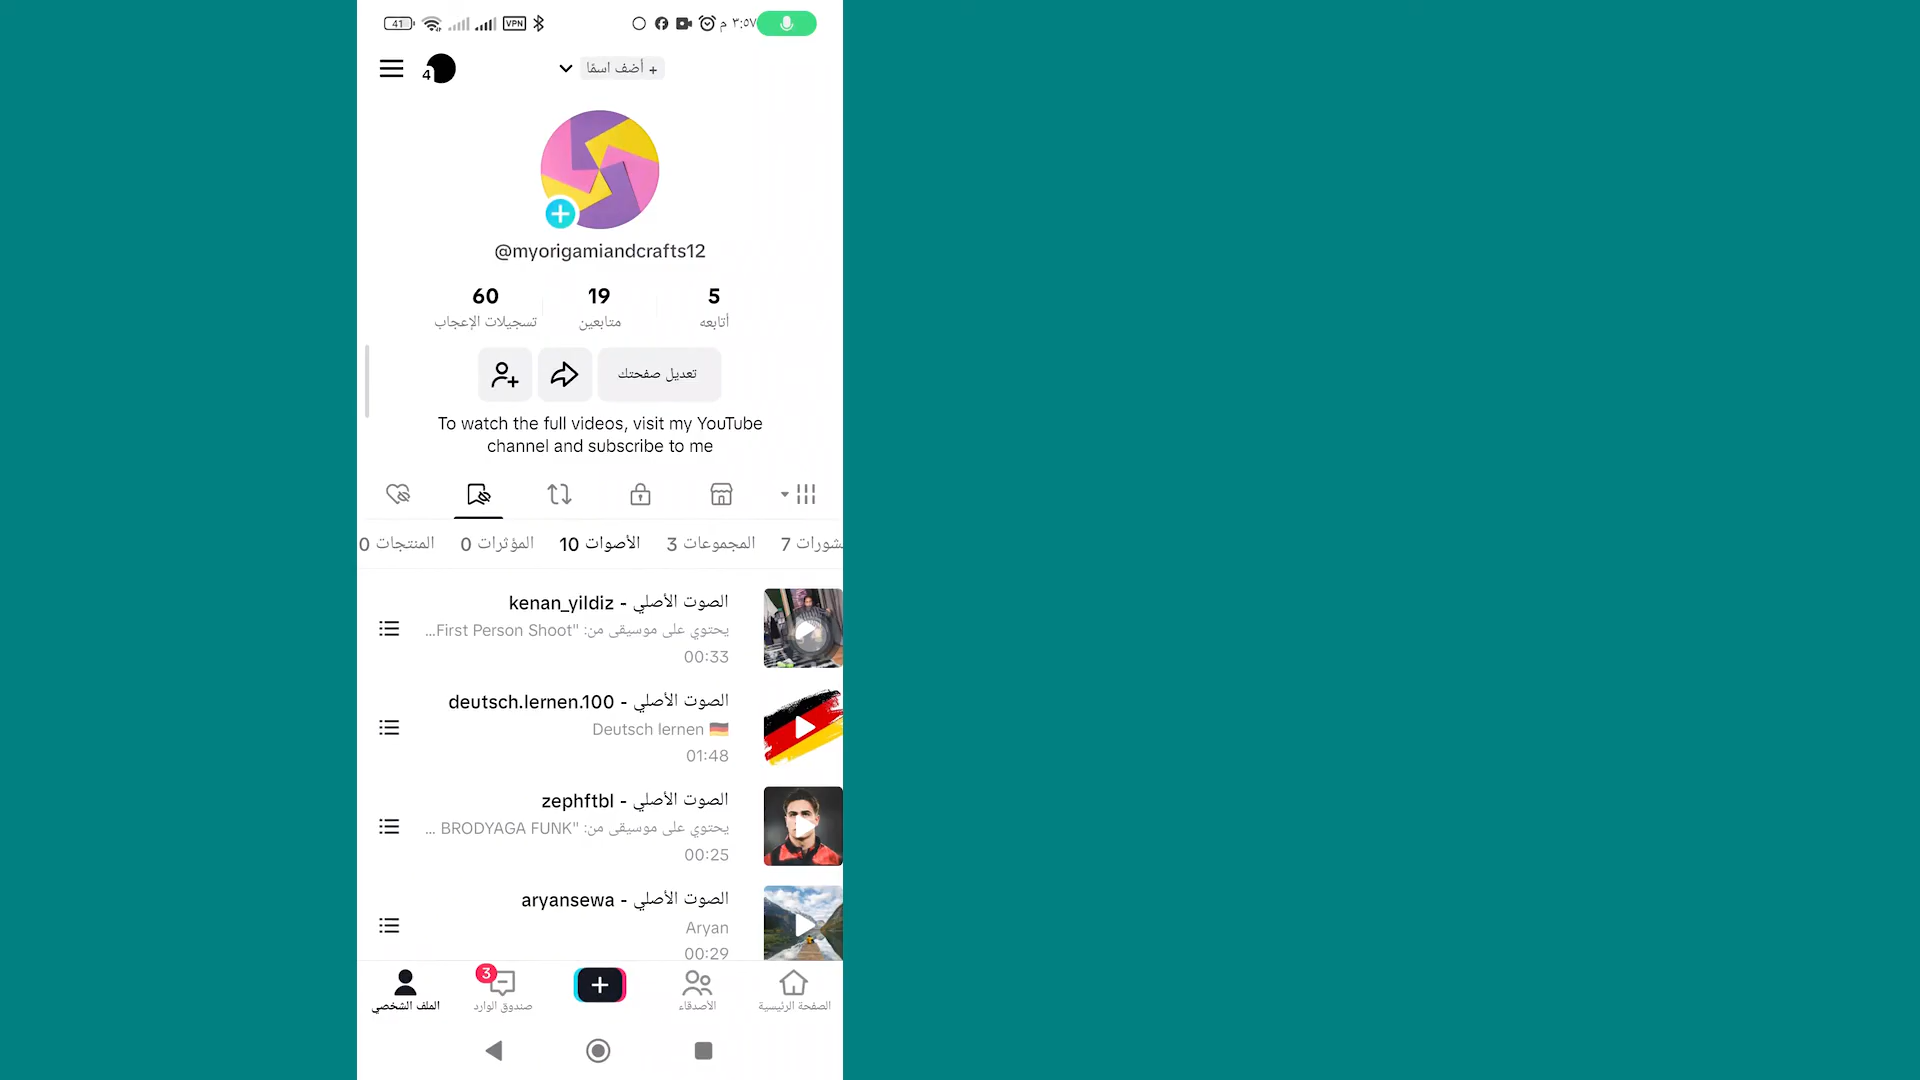 41 VPN م ٣:٥٧
4
+ أضف اسمًا
@myorigamiandcrafts12
5 19 60
أتابعه متابعين تسجيلات الإعجاب
تعديل صفحتك
To watch the full videos, visit my YouTube
channel and subscribe to me
شورات 7 المجموعات 3 الأصوات 10 المؤثرات 0 المنتجات 0
الصوت الأصلي - kenan_yildiz
يحتوي على موسيقى من: "First Person Shoot...
00:33
الصوت الأصلي - deutsch.lernen.100
Deutsch lernen 🇩🇪
01:48
الصوت الأصلي - zephftbl
يحتوي على موسيقى من: "BRODYAGA FUNK ...
00:25
الصوت الأصلي - aryansewa
Aryan
00:29
3
الصفحة الرئيسية الأصدقاء صندوق الوارد الملف الشخصي